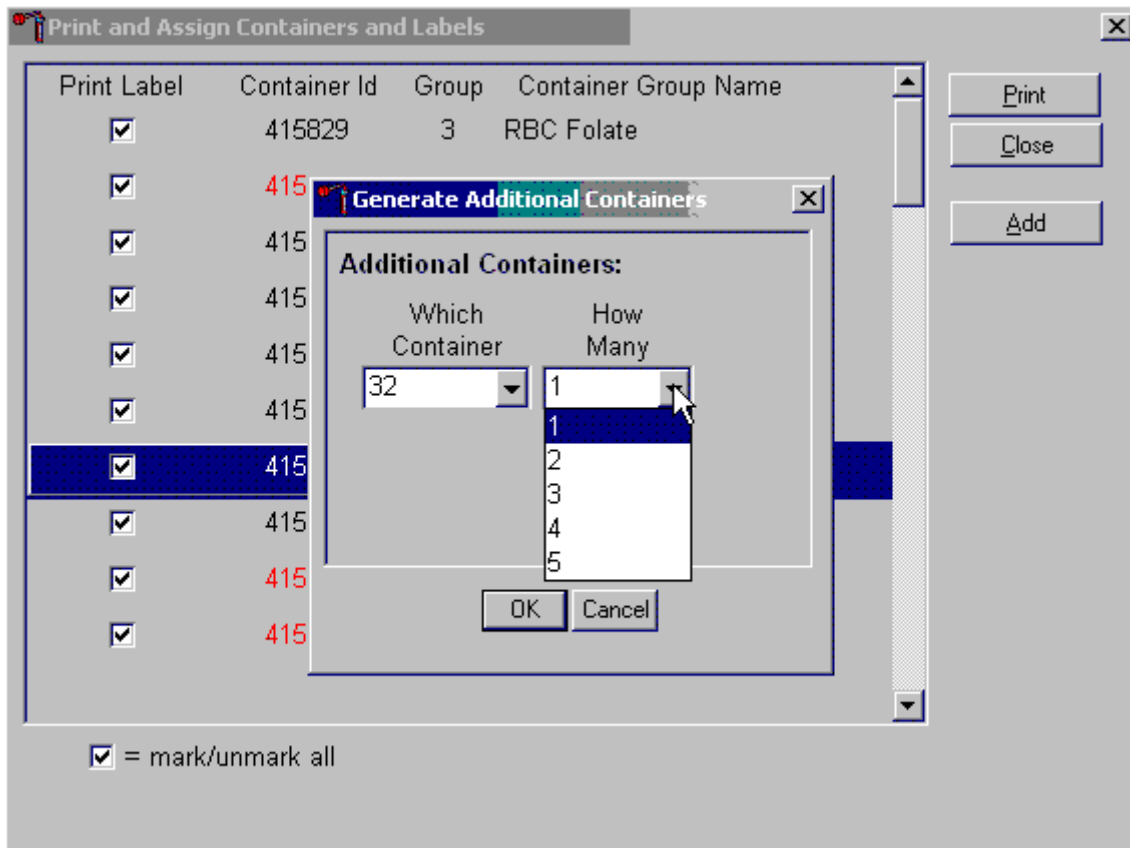 Print and Assign Containers and Labels
Print Label Container Id Group Container Group Name
415829 3 RBC Folate
415
415
415
415
415
415
415
415
415
Generate Additional Containers
Additional Containers:
Which Container
How Many
32
1
1
2
3
4
5
OK Cancel
Print
Close
Add
= mark/unmark all